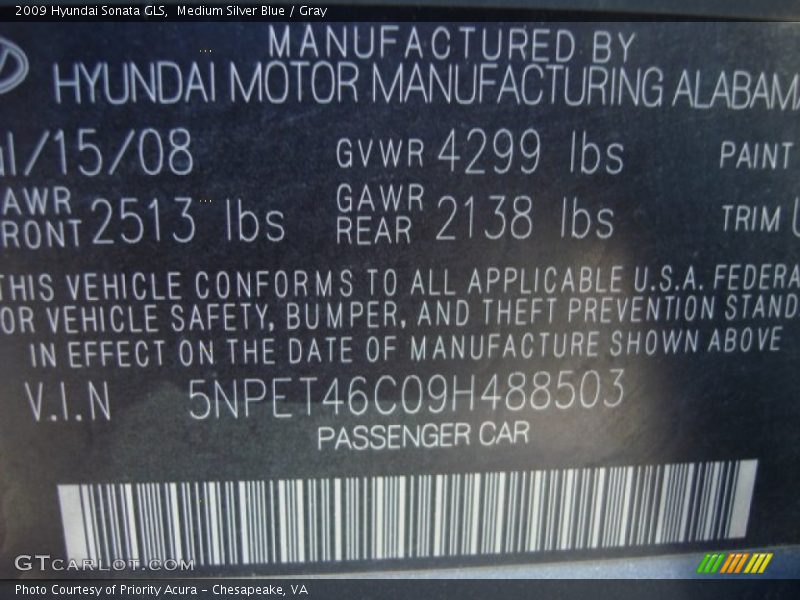 2009 Hyundai Sonata GLS,  Medium Silver Blue / Gray
MANUFACTURED BY
HYUNDAI MOTOR MANUFACTURING ALABAMA
/15/08 GVWR 4299 lbs PAINT
GAWR FRONT 2513 lbs GAWR REAR 2138 lbs TRIM
THIS VEHICLE CONFORMS TO ALL APPLICABLE U.S.A. FEDERA
OR VEHICLE SAFETY, BUMPER, AND THEFT PREVENTION STAND
IN EFFECT ON THE DATE OF MANUFACTURE SHOWN ABOVE
V.I.N 5NPET46C09H488503
PASSENGER CAR
GTCARLOT.COM
Photo Courtesy of Priority Acura – Chesapeake, VA